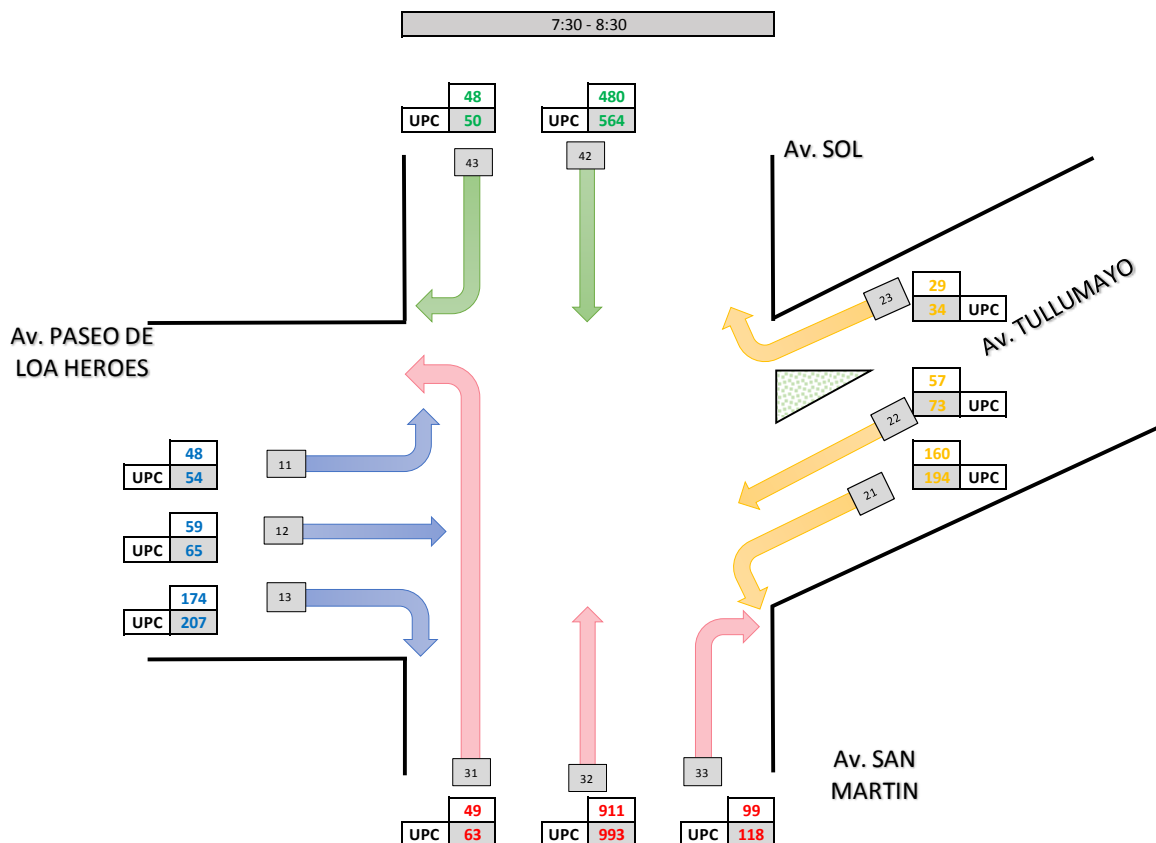 7:30 - 8:30
48
UPC 50
480
UPC 564
43
42
Av. SOL
23
29
34 UPC
Av. TULLUMAYO
Av. PASEO DE
LOA HEROES
57
73 UPC
22
48
UPC 54
11
160
194 UPC
21
59
UPC 65
12
174
UPC 207
13
31
32
33
Av. SAN
MARTIN
49
UPC 63
911
UPC 993
99
UPC 118